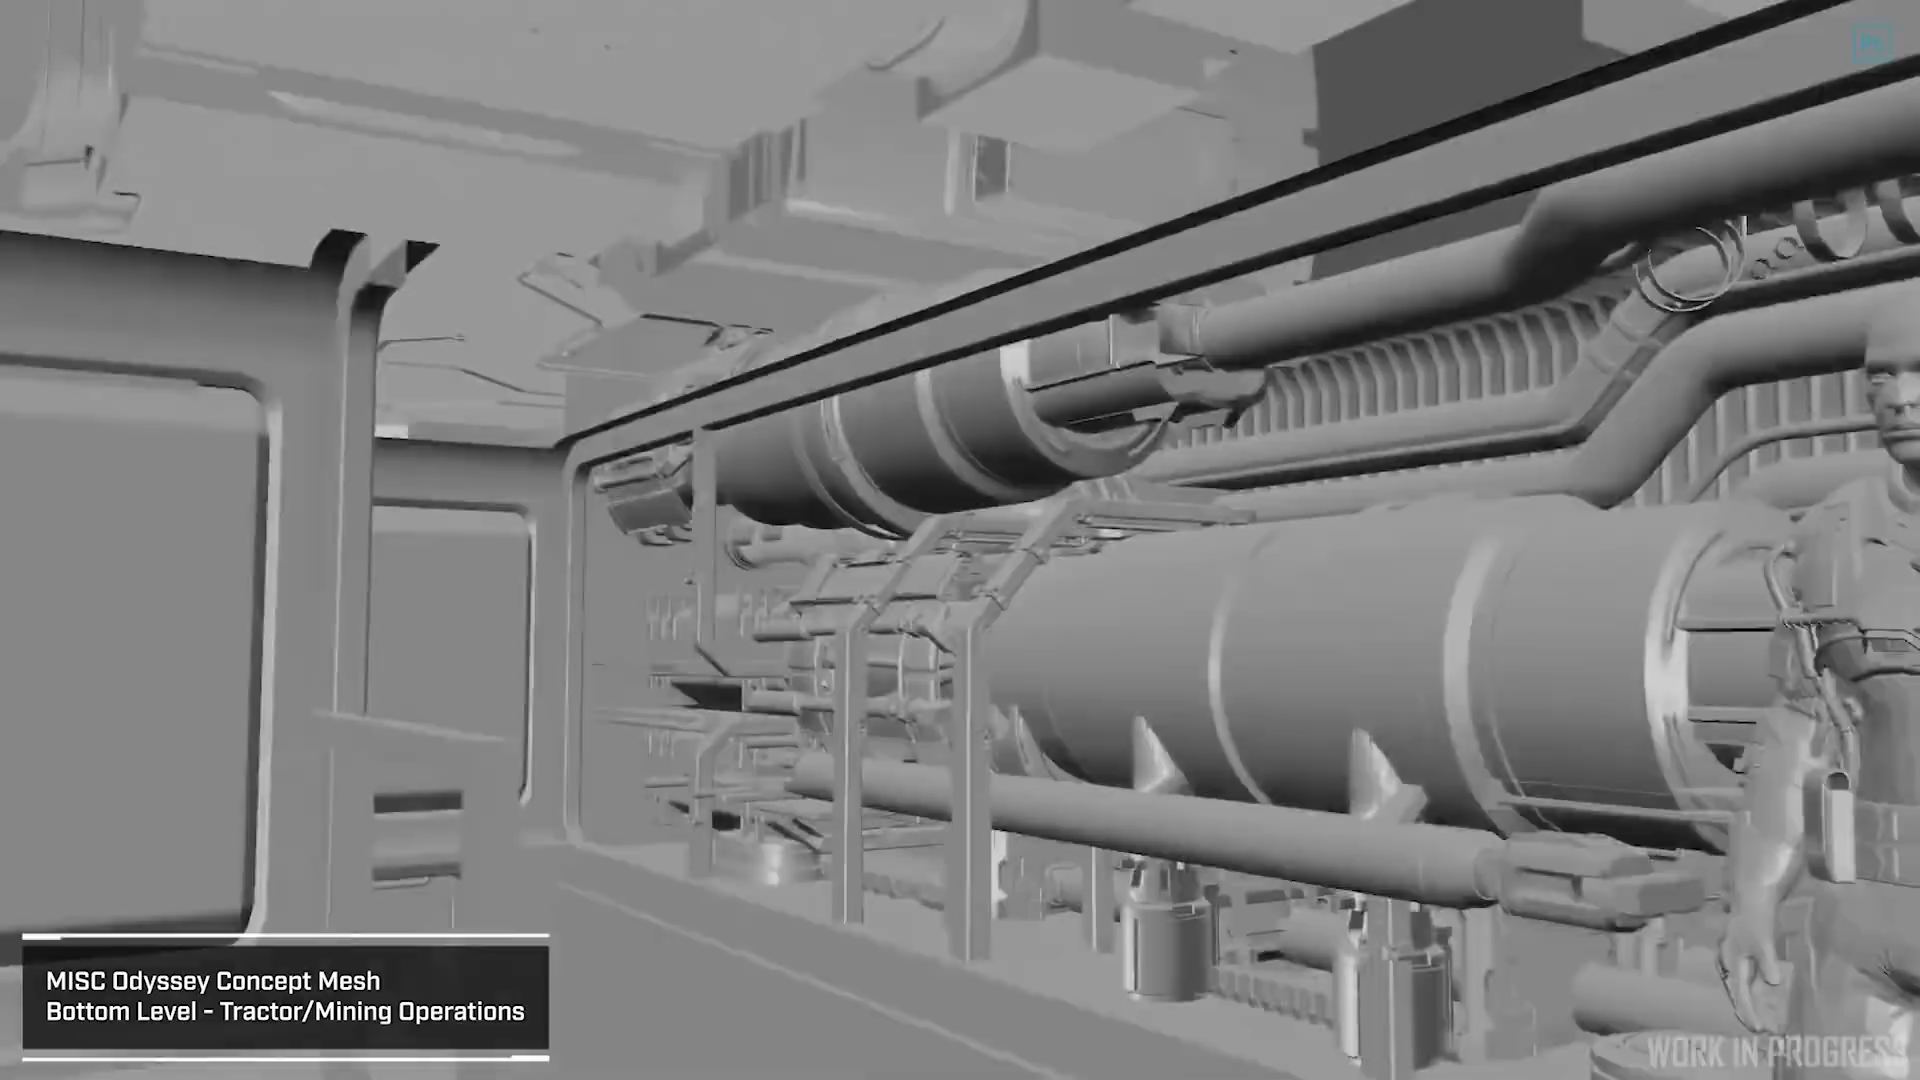 MISC Odyssey Concept Mesh
Bottom Level - Tractor/Mining Operations
WORK IN PROGRESS